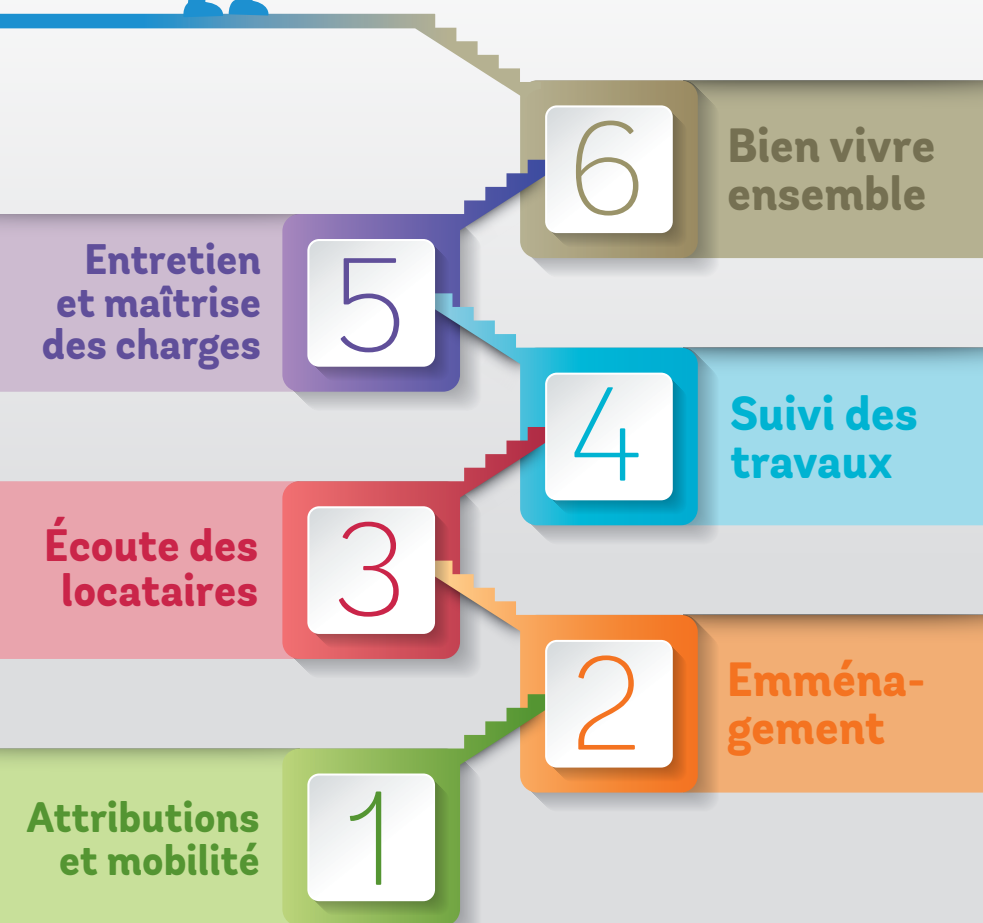 6
Bien vivre
ensemble
5
Entretien
et maîtrise
des charges
4
Suivi des
travaux
3
Écoute des
locataires
2
Emména-
gement
1
Attributions
et mobilité